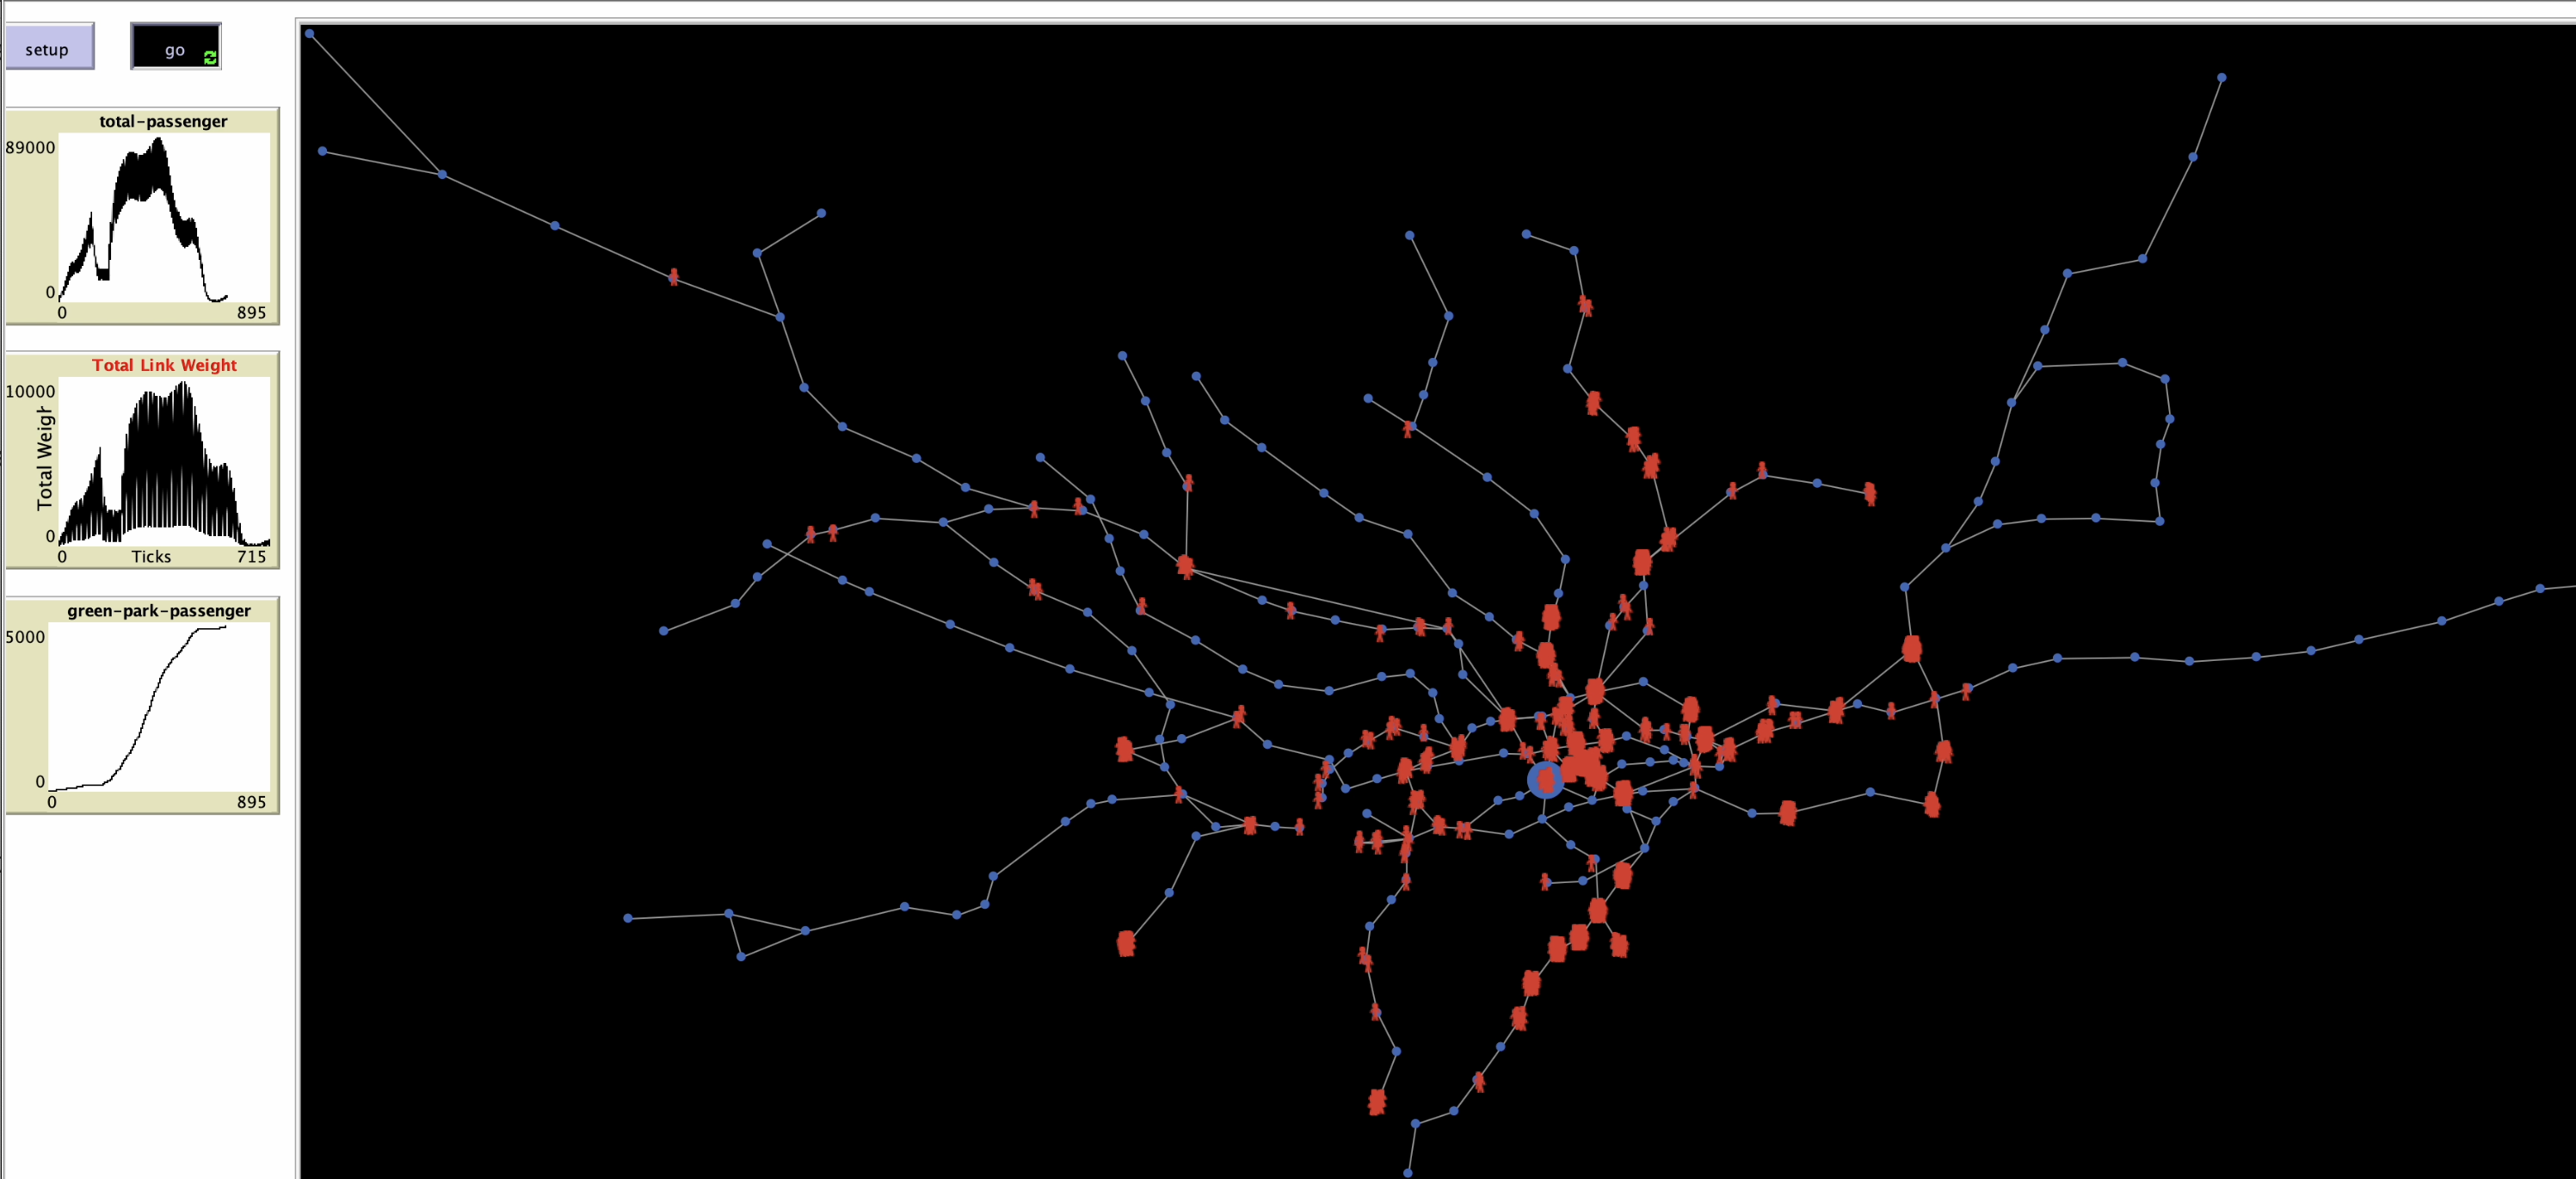 setup
go
total-passenger
89000
0
0
895
Total Link Weight
10000
Total Weigh
0
0
Ticks
715
green-park-passenger
5000
0
0
895